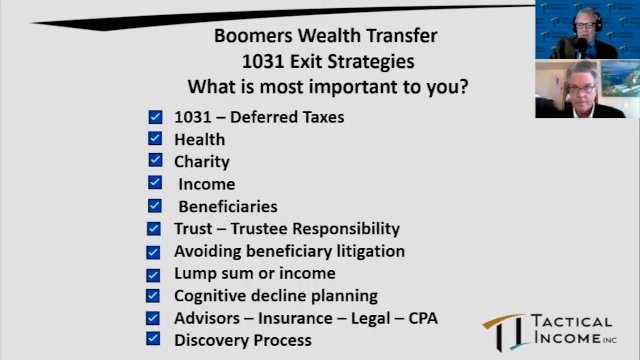 Boomers Wealth Transfer
1031 Exit Strategies
What is most important to you?
1031 – Deferred Taxes
Health
Charity
Income
Beneficiaries
Trust – Trustee Responsibility
Avoiding beneficiary litigation
Lump sum or income
Cognitive decline planning
Advisors – Insurance – Legal – CPA
Discovery Process
TACTICAL
INCOME INC